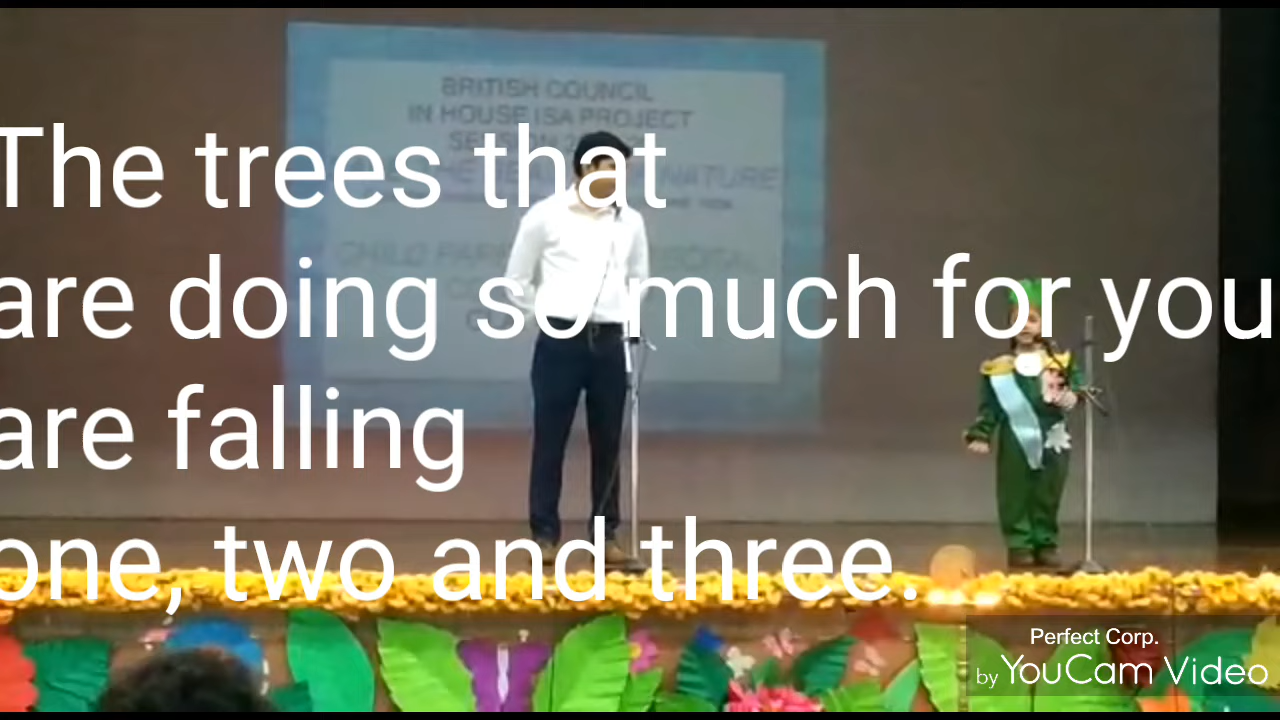 BRITISH COUNCIL
IN HOUSE ISA PROJECT
NATURE
The trees that
are doing so much for you
are falling
one, two and three.
Perfect Corp.
by YouCam Video